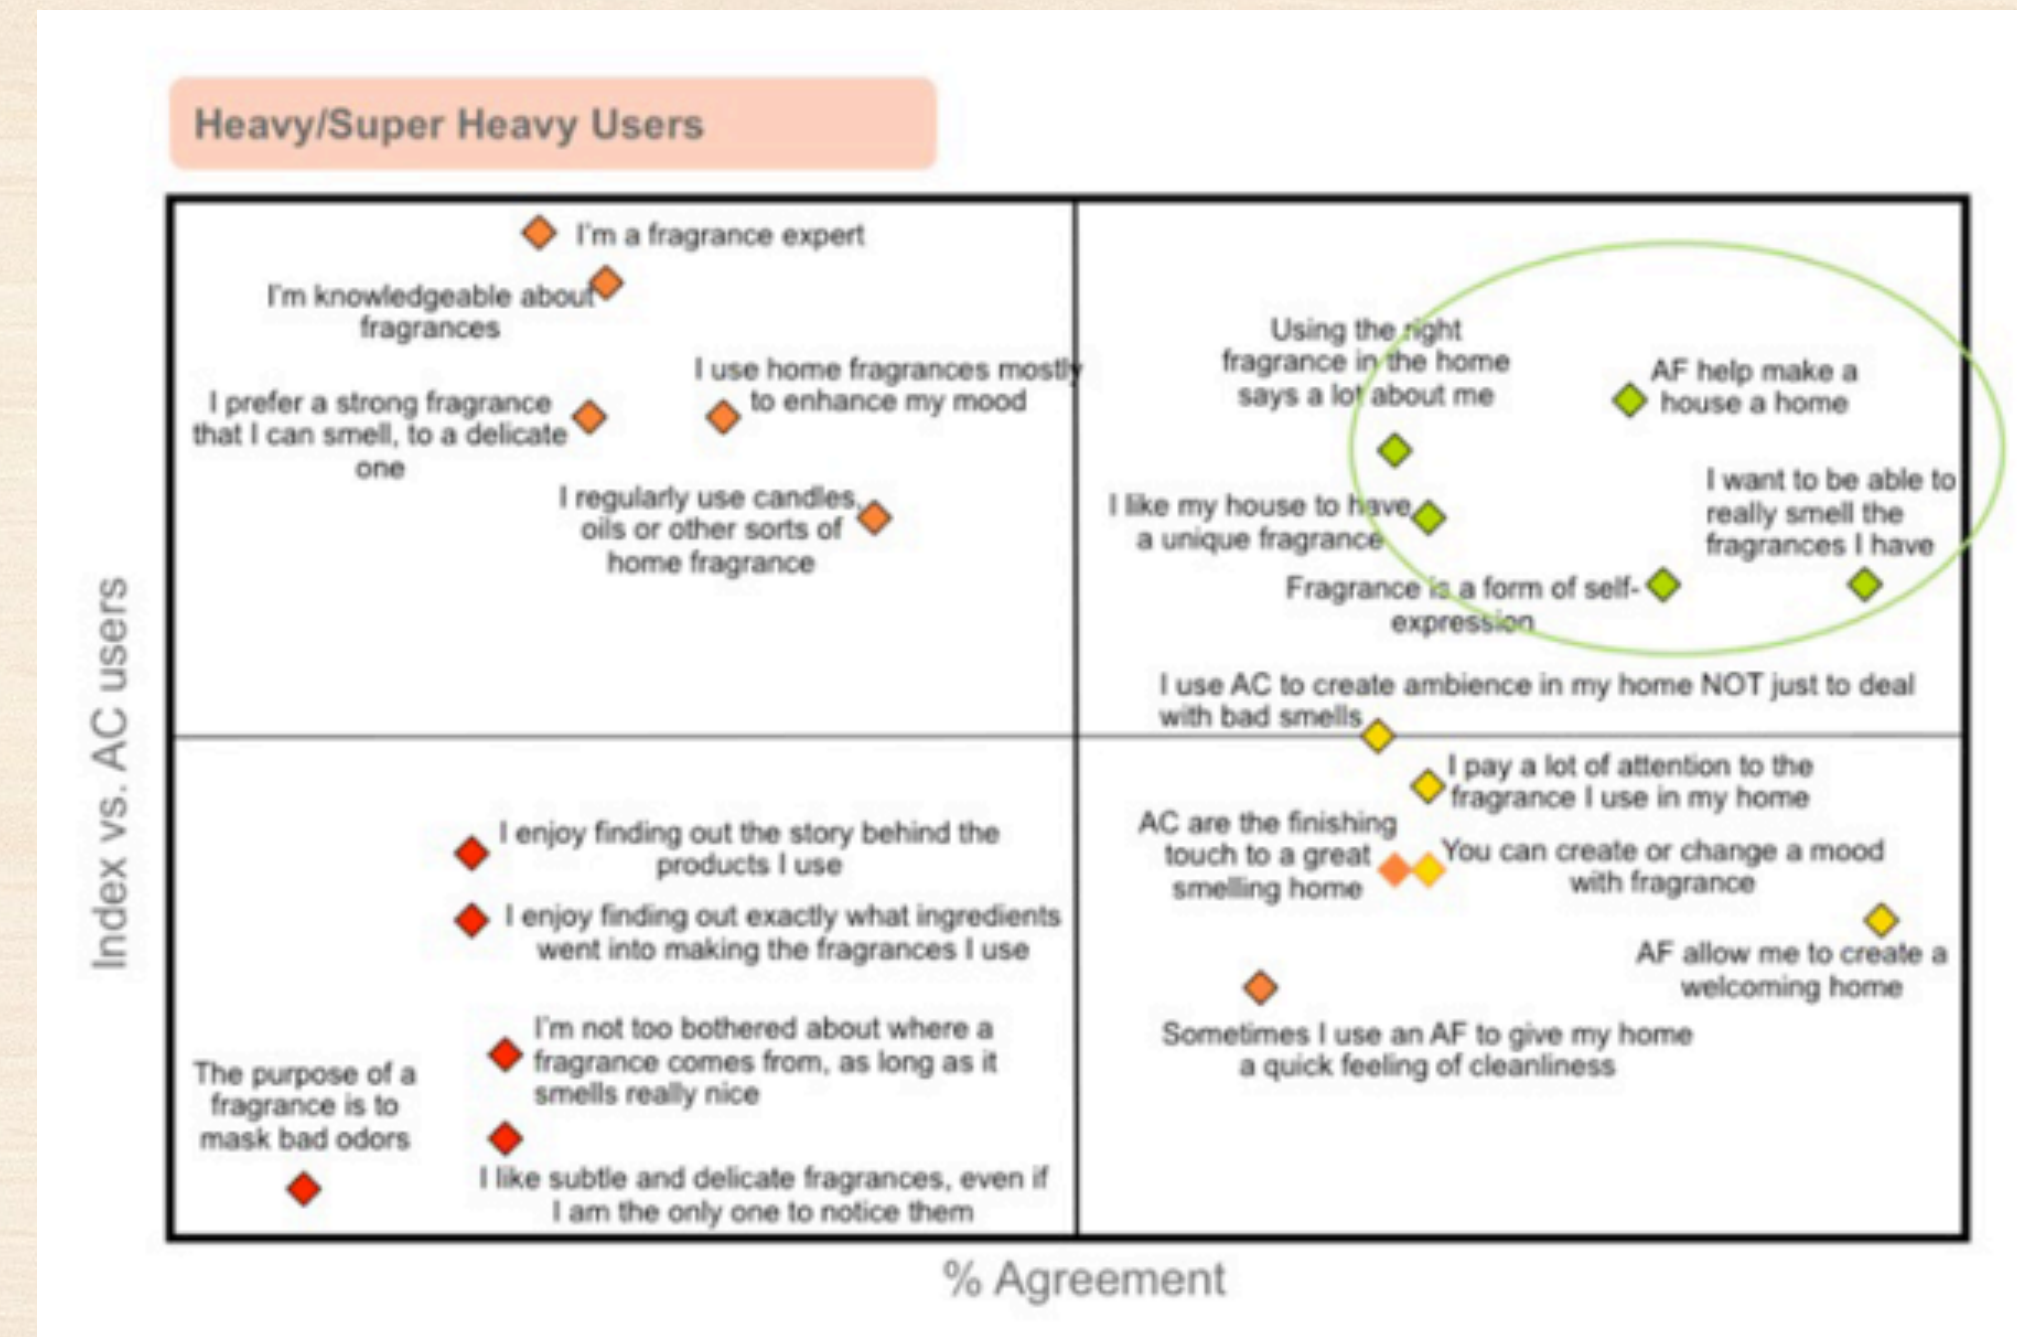 Heavy/Super Heavy Users
I'm a fragrance expert
I'm knowledgeable about
fragrances
I use home fragrances mostly
to enhance my mood
I prefer a strong fragrance
that I can smell, to a delicate
one
I regularly use candles,
oils or other sorts of
home fragrance
Using the right
fragrance in the home
says a lot about me
AF help make a
house a home
I want to be able to
really smell the
fragrances I have
I like my house to have
a unique fragrance
Fragrance is a form of self-
expression
I use AC to create ambience in my home NOT just to deal
with bad smells
I pay a lot of attention to the
fragrance I use in my home
AC are the finishing
touch to a great
smelling home
You can create or change a mood
with fragrance
AF allow me to create a
welcoming home
Sometimes I use an AF to give my home
a quick feeling of cleanliness
I enjoy finding out the story behind the
products I use
I enjoy finding out exactly what ingredients
went into making the fragrances I use
I'm not too bothered about where a
fragrance comes from, as long as it
smells really nice
The purpose of a
fragrance is to
mask bad odors
I like subtle and delicate fragrances, even if
I am the only one to notice them
Index vs. AC users
% Agreement